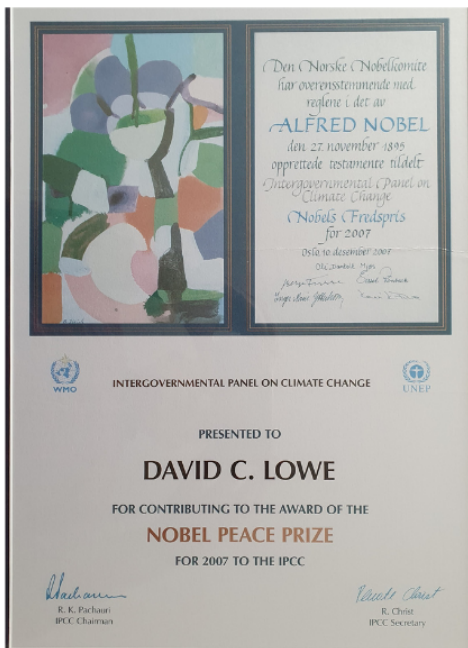 Den Norske Nobelkomite
har overensstemmende med
reglene i det av
ALFRED NOBEL
den 27. november 1895
opprettede testamente tildelt
Intergovernmental Panel on
Climate Change
Nobels Fredspris
for 2007
Oslo, 10 desember 2007
WMO
INTERGOVERNMENTAL PANEL ON CLIMATE CHANGE
UNEP
PRESENTED TO
DAVID C. LOWE
FOR CONTRIBUTING TO THE AWARD OF THE
NOBEL PEACE PRIZE
FOR 2007 TO THE IPCC
R. K. Pachauri
IPCC Chairman
R. Christ
IPCC Secretary